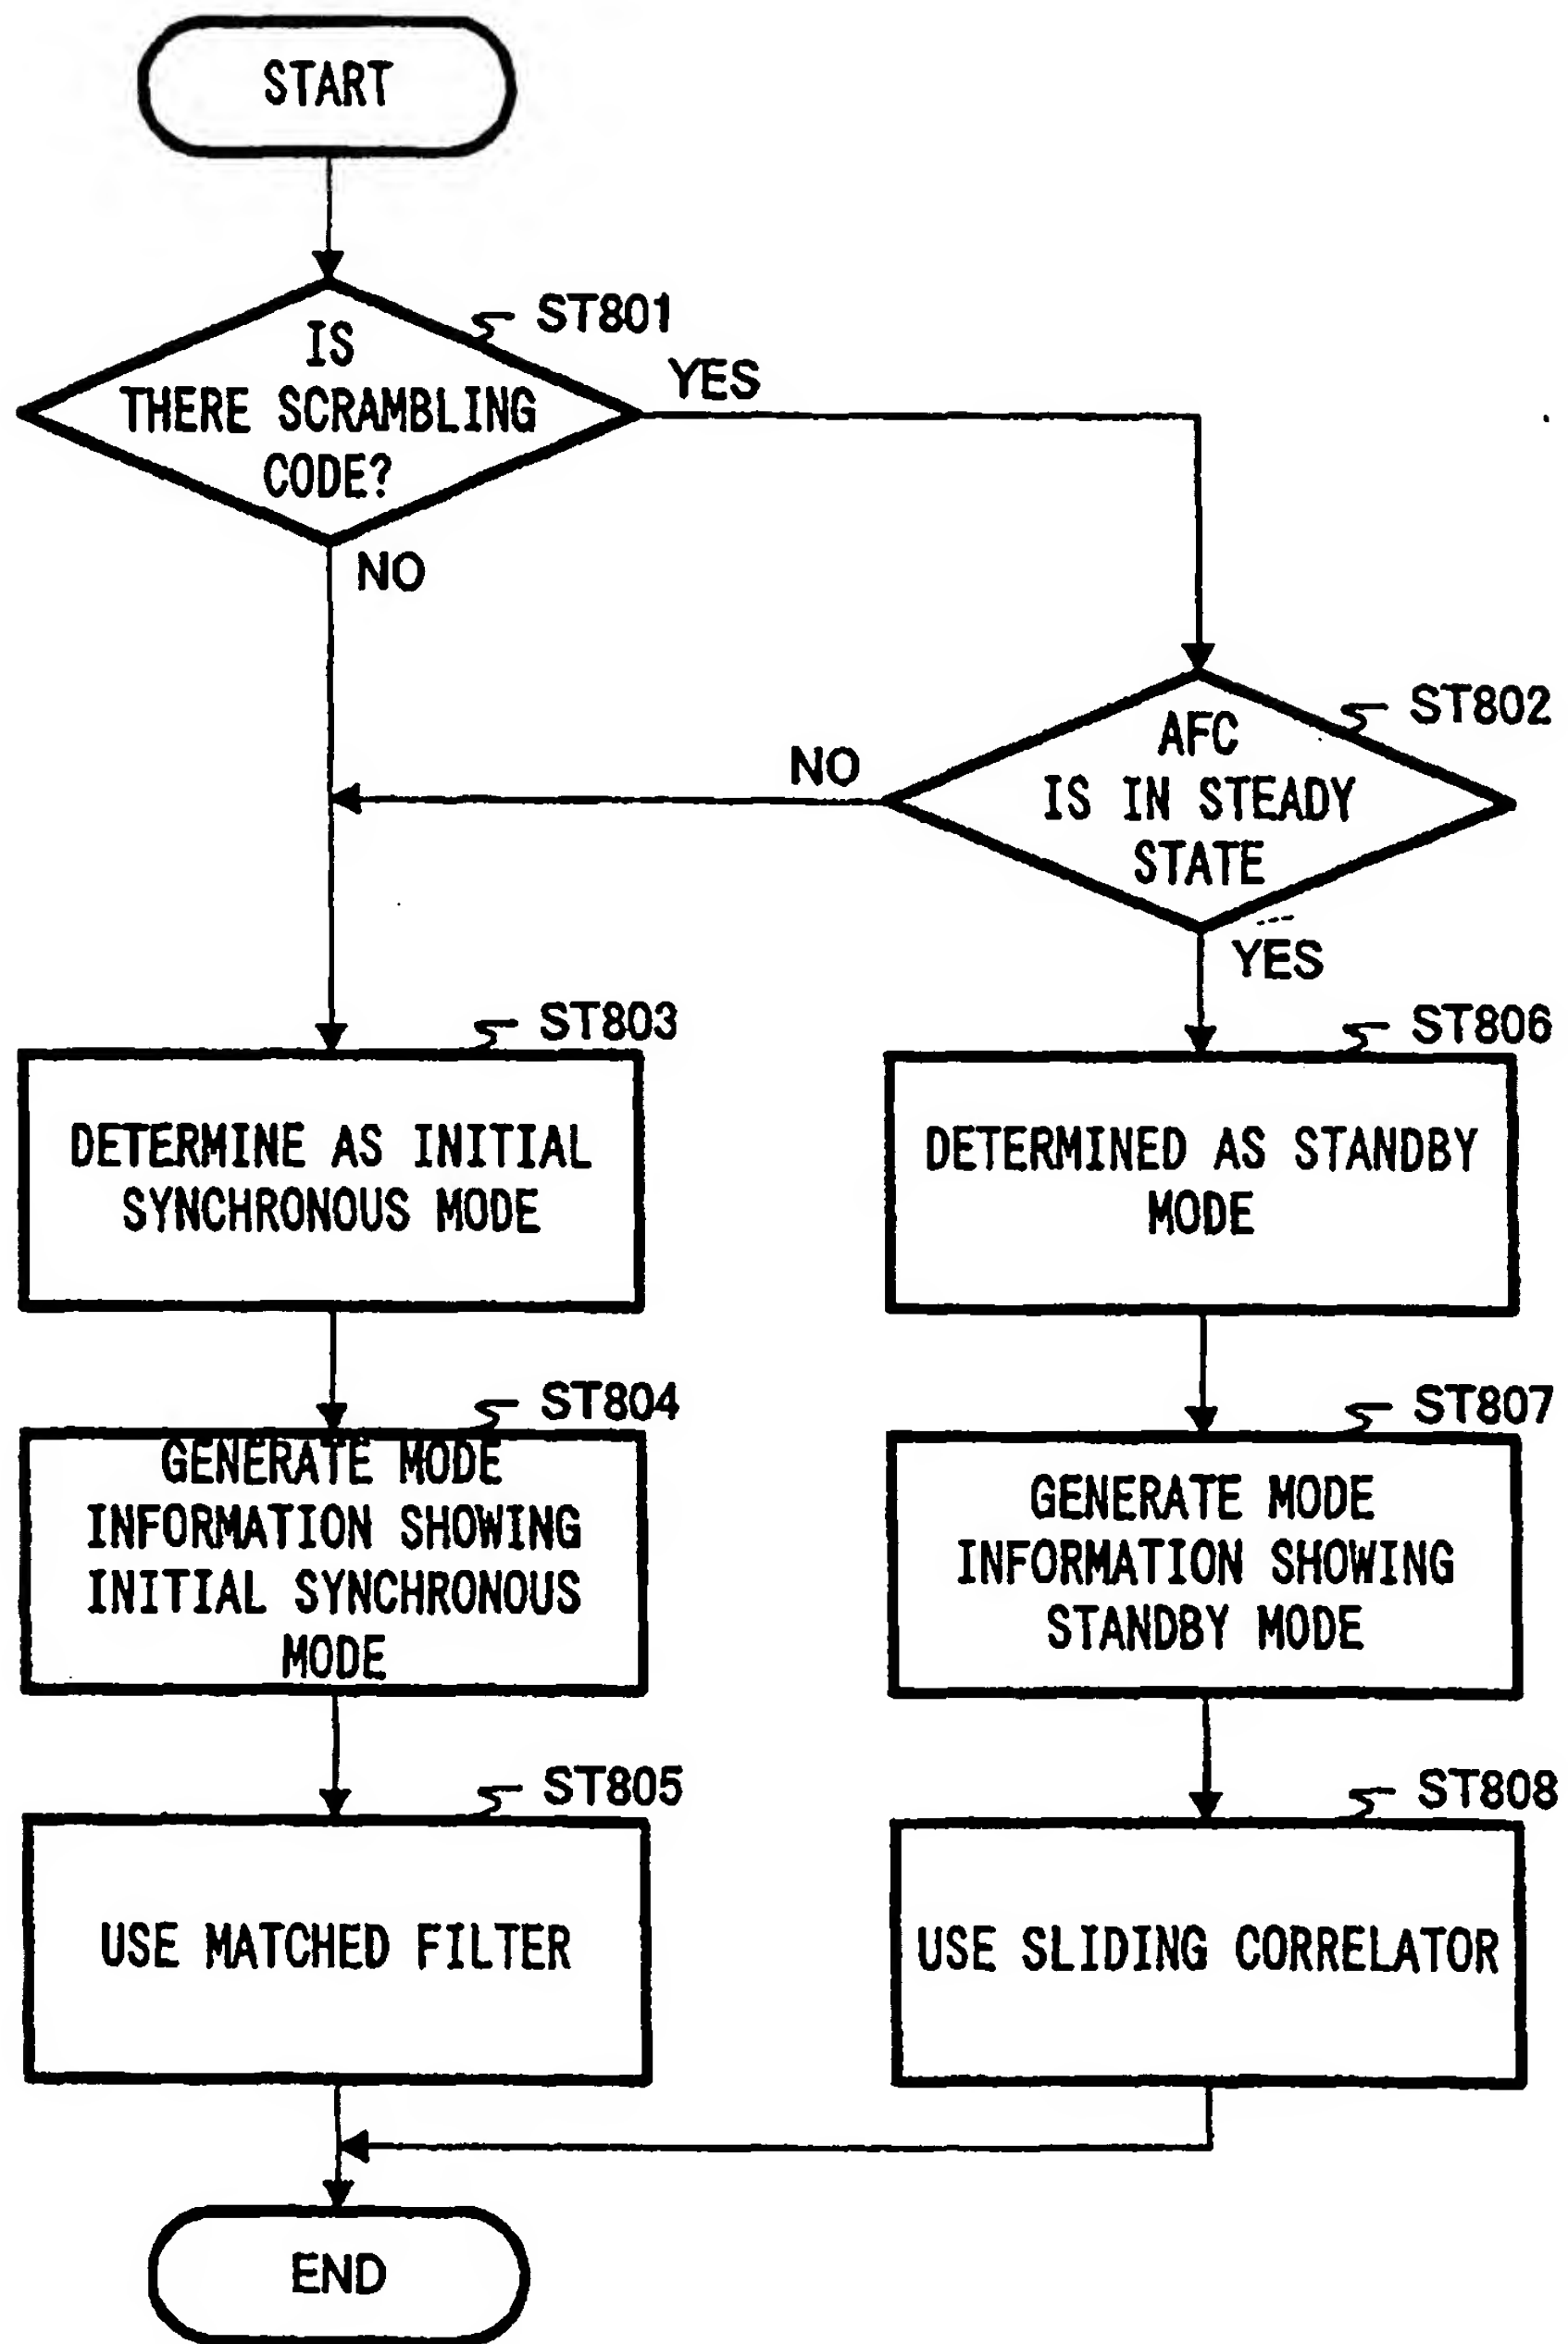 START
ST801
IS
THERE SCRAMBLING
CODE?
YES
NO
ST802
AFC
IS IN STEADY
STATE
NO
YES
ST803
DETERMINE AS INITIAL
SYNCHRONOUS MODE
ST806
DETERMINED AS STANDBY
MODE
ST804
GENERATE MODE
INFORMATION SHOWING
INITIAL SYNCHRONOUS
MODE
ST807
GENERATE MODE
INFORMATION SHOWING
STANDBY MODE
ST805
USE MATCHED FILTER
ST808
USE SLIDING CORRELATOR
END